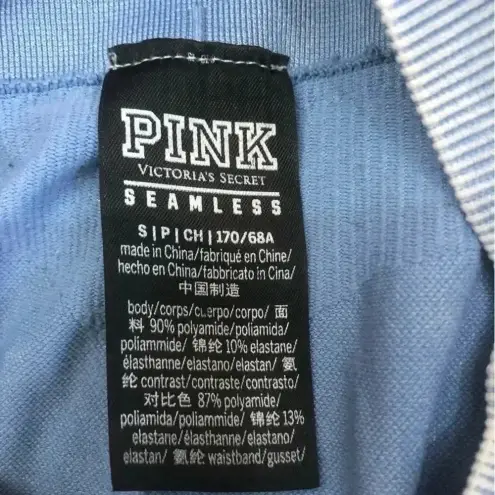 PINK
VICTORIA'S SECRET
SEAMLESS
S|P|CH|170/68A
made in China/fabriqué en Chine/
hecho en China/fabbricato in Cina/
中国制造
body/corps/cuerpo/corpo/ 面
料 90% polyamide/poliamida/
poliammide/ 锦纶 10% elastane/
élasthanne/elastano/elastan/ 氨
纶 contrast/contraste/contrasto/
对比色 87% polyamide/
poliamida/poliammide/ 锦纶 13%
elastane/élasthanne/elastano/
elastan/ 氨纶 waistband/gusset/